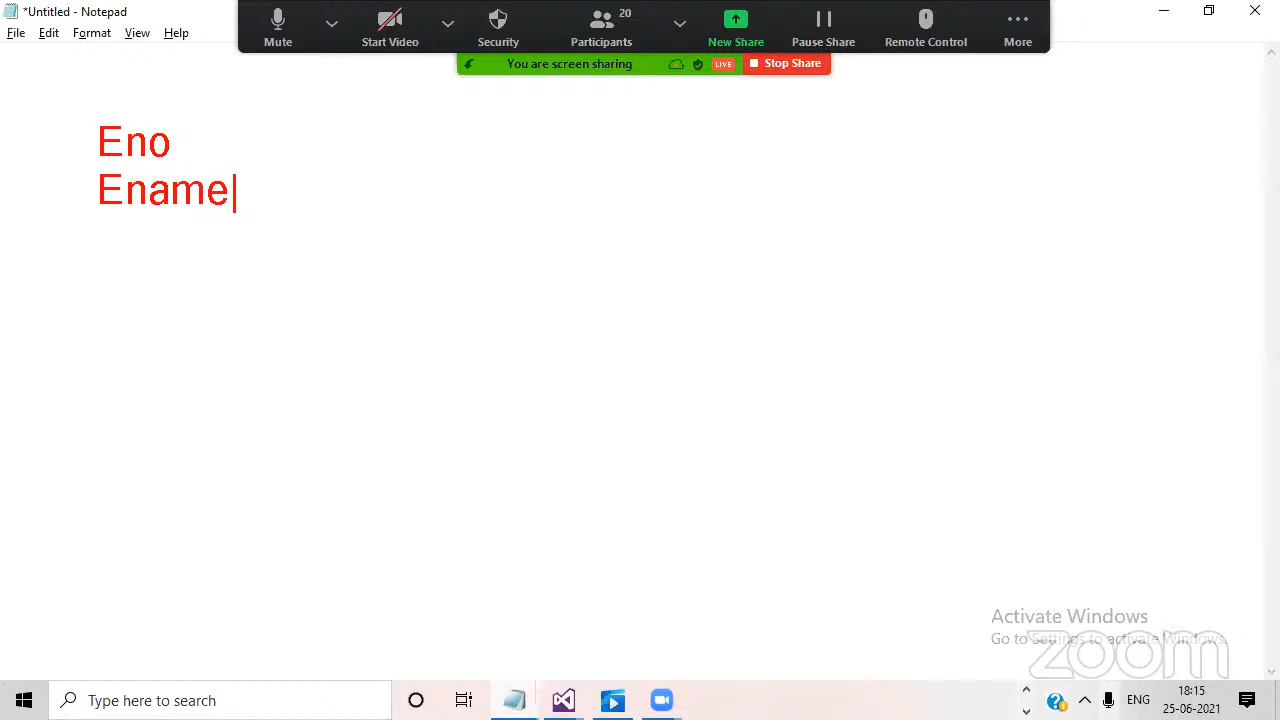 *Untitled - Notepad
File Edit Format View Help
Mute Start Video Security Participants 20 New Share Pause Share Remote Control More
You are screen sharing LIVE Stop Share
Eno
Ename
Activate Windows
Go to Settings to activate Windows.
zoom
Type here to search
ENG
18:15
25-06-2021